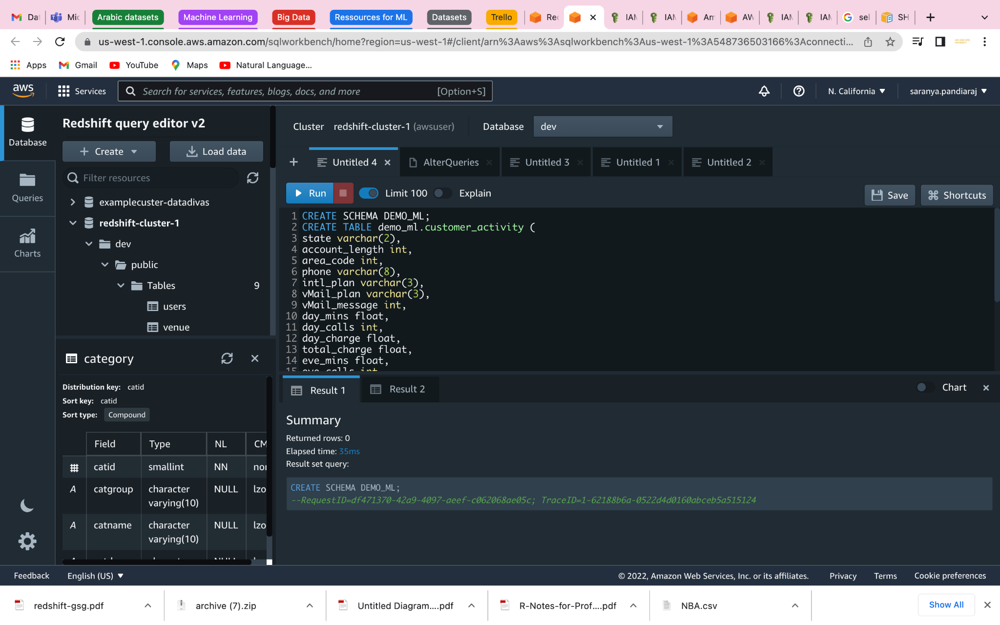 Da
Mic
Arabic datasets
Machine Learning
Big Data
Ressources for ML
Datasets
Trello
Rec
IAM
IAM
Am
AW
IAM
IAM
sel
SH
us-west-1.console.aws.amazon.com/sqlworkbench/home?region=us-west-1#/client/arn%3Aaws%3Asqlworkbench%3Aus-west-1%3A548736503166%3Aconnecti...
Apps
Gmail
YouTube
Maps
Natural Language...
aws
Services
Search for services, features, blogs, docs, and more
[Option+S]
N. California
saranya.pandiaraj
Database
Queries
Charts
Redshift query editor v2
Create
Load data
Filter resources
examplecuster-datadivas
redshift-cluster-1
dev
public
Tables 9
users
venue
category
Distribution key: catid
Sort key: catid
Sort type: Compound
Field Type NL CM
catid smallint NN nor
A catgroup character varying(10) NULL lzo
A catname character varying(10) NULL lzo
Cluster redshift-cluster-1 (awsuser)
Database dev
Untitled 4
AlterQueries
Untitled 3
Untitled 1
Untitled 2
Run
Limit 100
Explain
Save
Shortcuts
1 CREATE SCHEMA DEMO_ML;
2 CREATE TABLE demo_ml.customer_activity (
3 state varchar(2),
4 account_length int,
5 area_code int,
6 phone varchar(8),
7 intl_plan varchar(3),
8 vMail_plan varchar(3),
9 vMail_message int,
10 day_mins float,
11 day_calls int,
12 day_charge float,
13 total_charge float,
14 eve_mins float,
15 eve_calls int
Result 1
Result 2
Chart
Summary
Returned rows: 0
Elapsed time: 35ms
Result set query:
CREATE SCHEMA DEMO_ML;
--RequestID=df471370-42a9-4097-aeef-c062068ae05c; TraceID=1-62188b6a-0522d4d0160abceb5a515124
Feedback
English (US)
© 2022, Amazon Web Services, Inc. or its affiliates.
Privacy
Terms
Cookie preferences
redshift-gsg.pdf
archive (7).zip
Untitled Diagram....pdf
R-Notes-for-Prof....pdf
NBA.csv
Show All